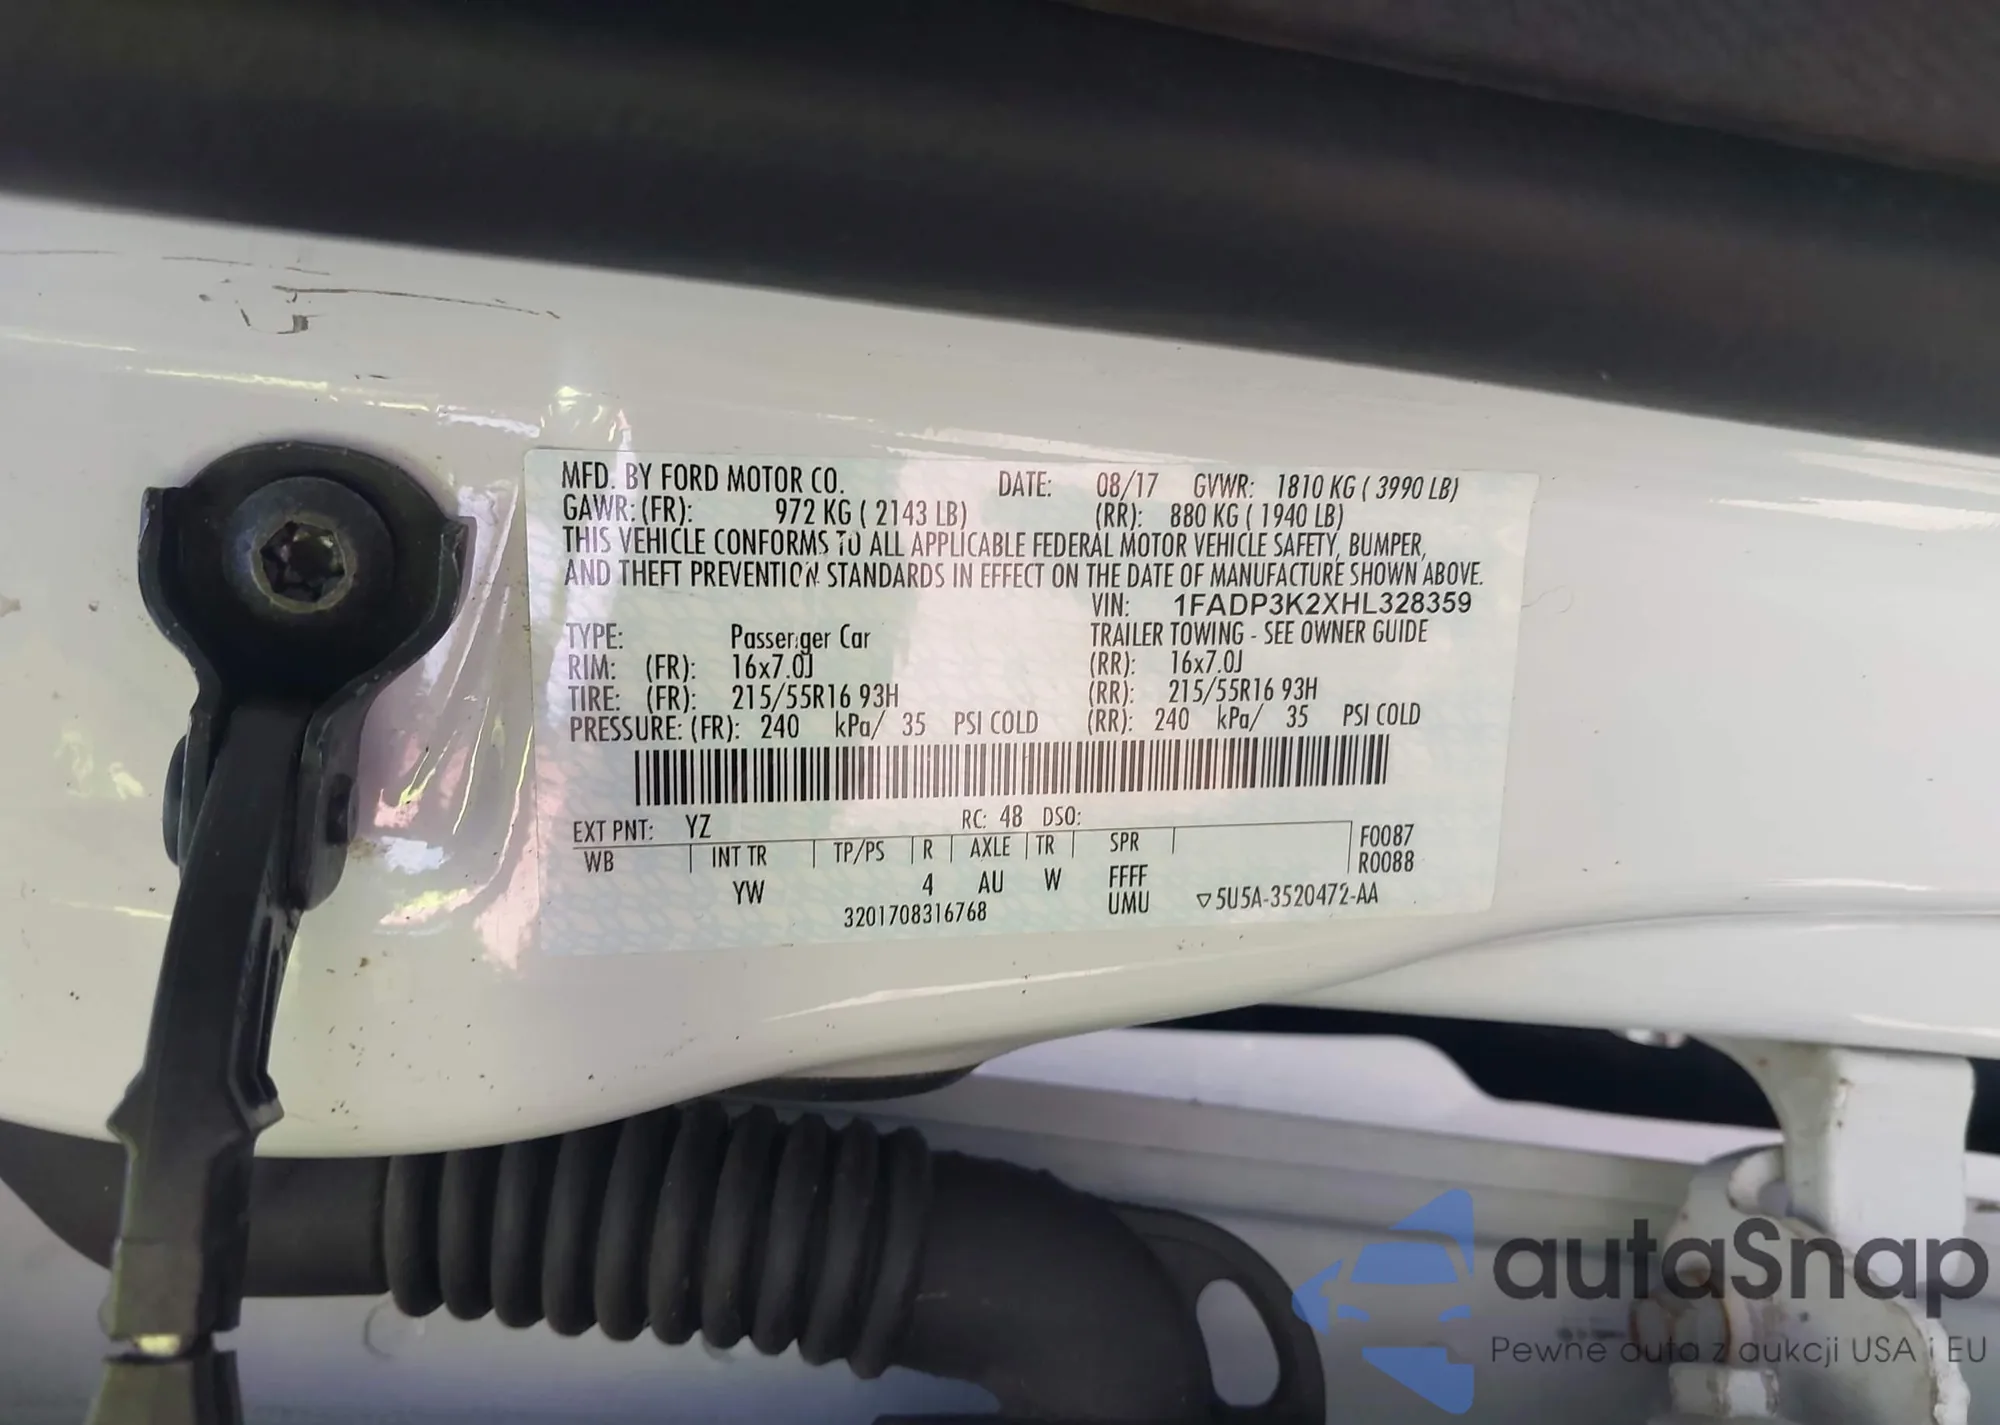 MFD. BY FORD MOTOR CO. DATE: 08/17 GVWR: 1810 KG ( 3990 LB)
GAWR: (FR): 972 KG ( 2143 LB) (RR): 880 KG ( 1940 LB)
THIS VEHICLE CONFORMS TO ALL APPLICABLE FEDERAL MOTOR VEHICLE SAFETY, BUMPER,
AND THEFT PREVENTION STANDARDS IN EFFECT ON THE DATE OF MANUFACTURE SHOWN ABOVE.
VIN: 1FADP3K2XHL328359
TYPE: Passenger Car TRAILER TOWING - SEE OWNER GUIDE
RIM: (FR): 16x7.0J (RR): 16x7.0J
TIRE: (FR): 215/55R16 93H (RR): 215/55R16 93H
PRESSURE: (FR): 240 kPa/ 35 PSI COLD (RR): 240 kPa/ 35 PSI COLD
EXT PNT: YZ RC: 48 DSO:
WB INT TR TP/PS R AXLE TR SPR F0087
R0088
YW 4 AU W FFFF
UMU
3201708316768 ▽5U5A-3520472-AA
autaSnap
Pewne auta z aukcji USA i EU